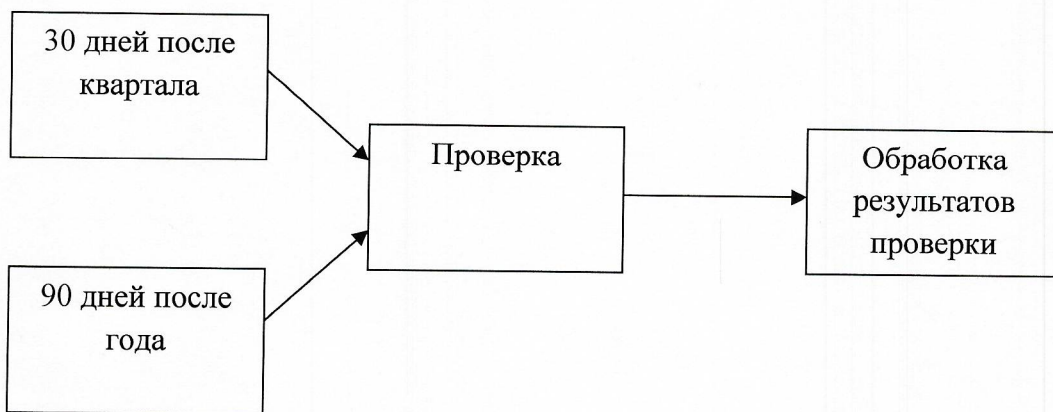 30 дней после
квартала
Проверка
Обработка
результатов
проверки
90 дней после
года